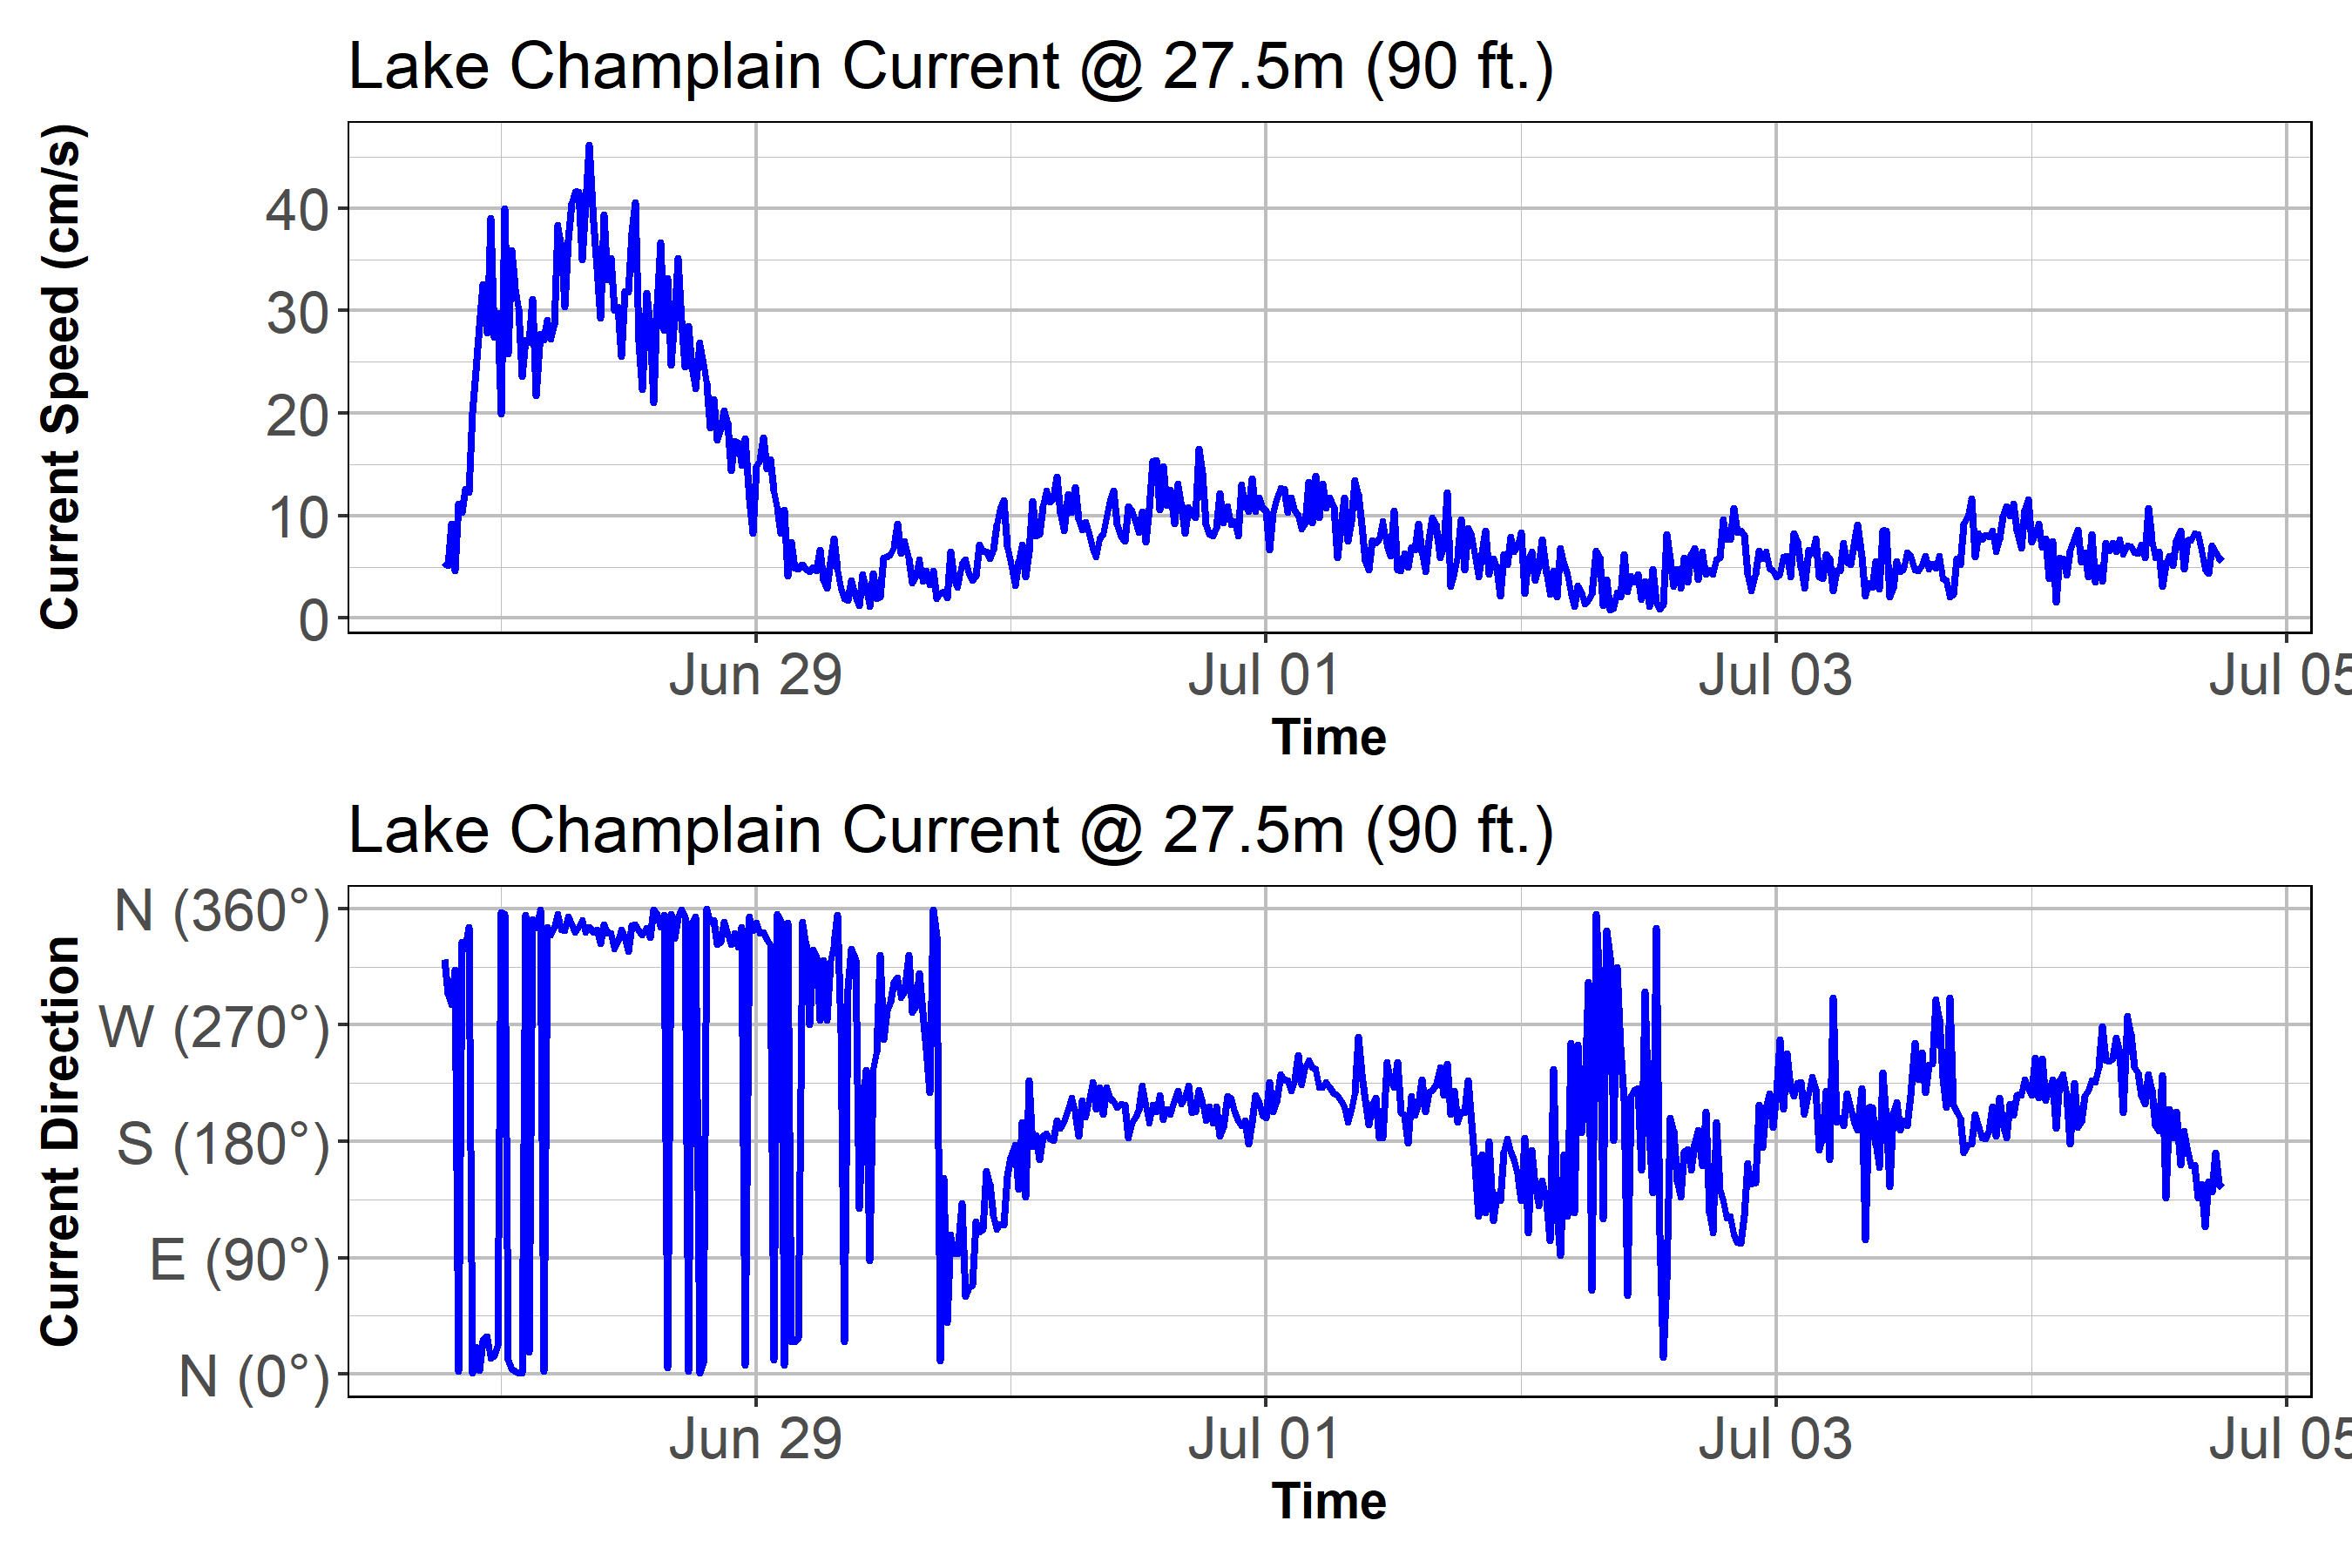 Lake Champlain Current @ 27.5m (90 ft.)
Current Speed (cm/s)
40
30
20
10
0
Jun 29 Jul 01 Jul 03 Jul 05
Time
Lake Champlain Current @ 27.5m (90 ft.)
Current Direction
N (360°)
W (270°)
S (180°)
E (90°)
N (0°)
Jun 29 Jul 01 Jul 03 Jul 05
Time